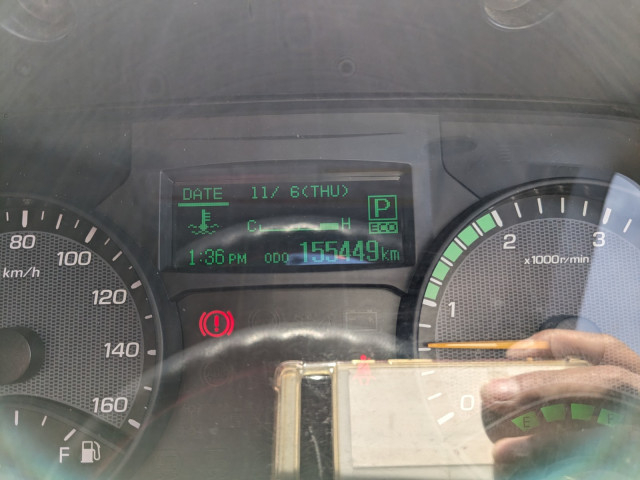 DATE 11/ 6(THU)
P
C H
ECO
1:36 PM ODO 155449 km
80
100
km/h
120
140
160
F
2
3
x1000r/min
1
0
E